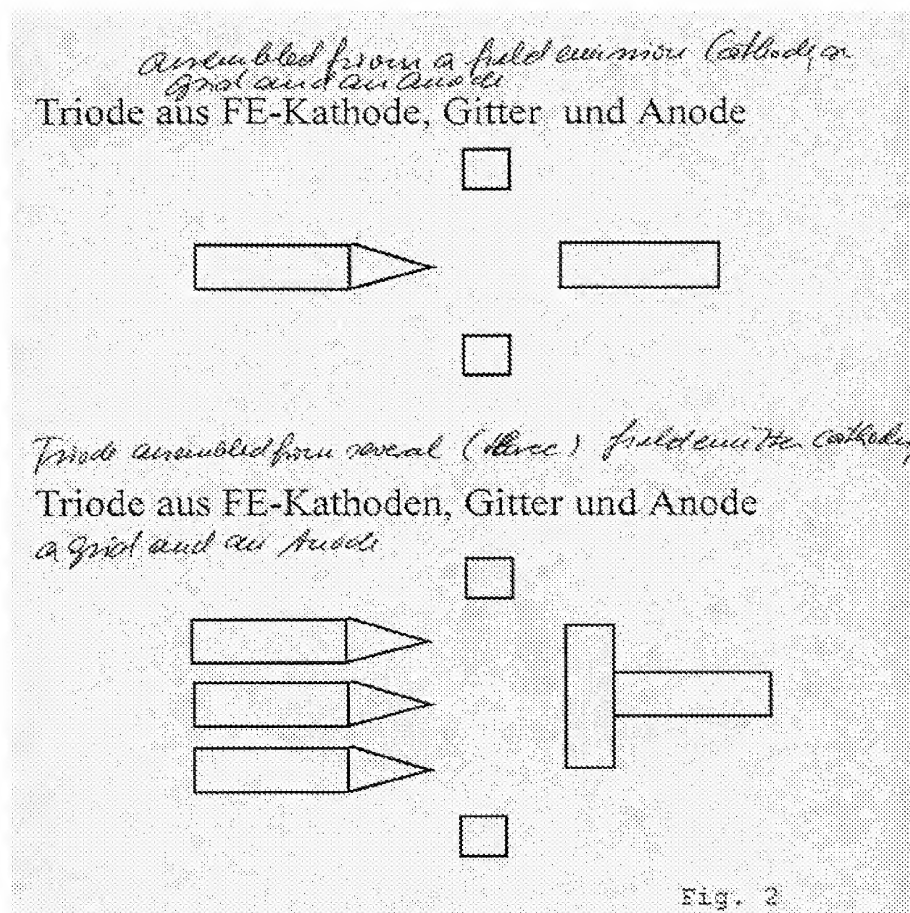 assembled from a field emission Cathode, a
grid and an anode
Triode aus FE-Kathode, Gitter und Anode
Triode assembled from several (three) field emitter cathodes,
Triode aus FE-Kathoden, Gitter und Anode
a grid and an Anode
Fig. 2